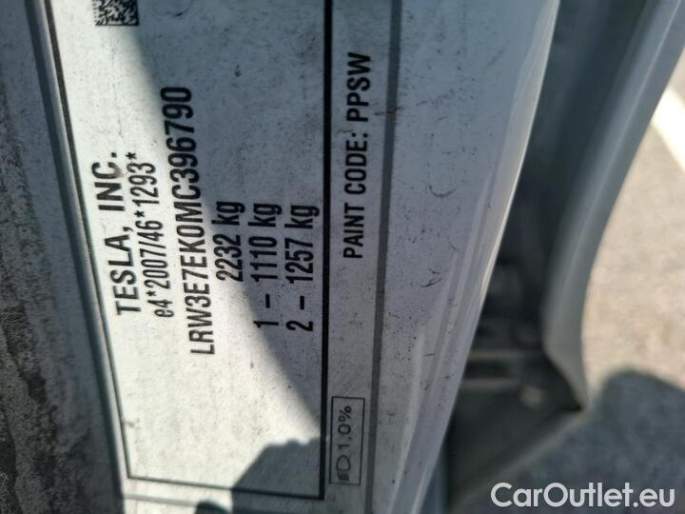 TESLA, INC.
e4*2007/46*1293*
LRW3E7EK0MC396790
2232 kg
1 – 1110 kg
2 – 1257 kg
PAINT CODE: PPSW
1,0%
CarOutlet.eu